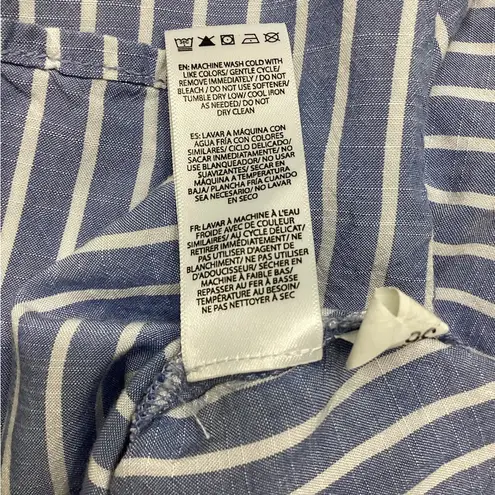 EN: MACHINE WASH COLD WITH
LIKE COLORS/ GENTLE CYCLE/
REMOVE IMMEDIATELY/ DO NOT
BLEACH / DO NOT USE SOFTENER/
TUMBLE DRY LOW/ COOL IRON
AS NEEDED/ DO NOT
DRY CLEAN
ES: LAVAR A MÁQUINA CON
AGUA FRÍA CON COLORES
SIMILARES/ CICLO DELICADO/
SACAR INMEDIATAMENTE/ NO
USE BLANQUEADOR/ NO USAR
SUAVIZANTES/ SECAR EN
MÁQUINA A TEMPERATURA
BAJA/ PLANCHA FRÍA CUANDO
SEA NECESARIO/ NO LAVAR
EN SECO
FR: LAVAR À MACHINE À L'EAU
FROIDE AVEC DE COULEUR
SIMILAIRES/ AU CYCLE DÉLICAT/
RETIRER IMMÉDIATEMENT/ NE
PAS UTILISER D'AGENT DE
BLANCHIMENT/ NE PAS UTILISER
D'ADOUCISSEUR/ SÉCHER EN
MACHINE À FAIBLE BAS/
REPASSER AU FER À BASSE
TEMPÉRATURE AU BESOIN/
NE PAS NETTOYER À SEC